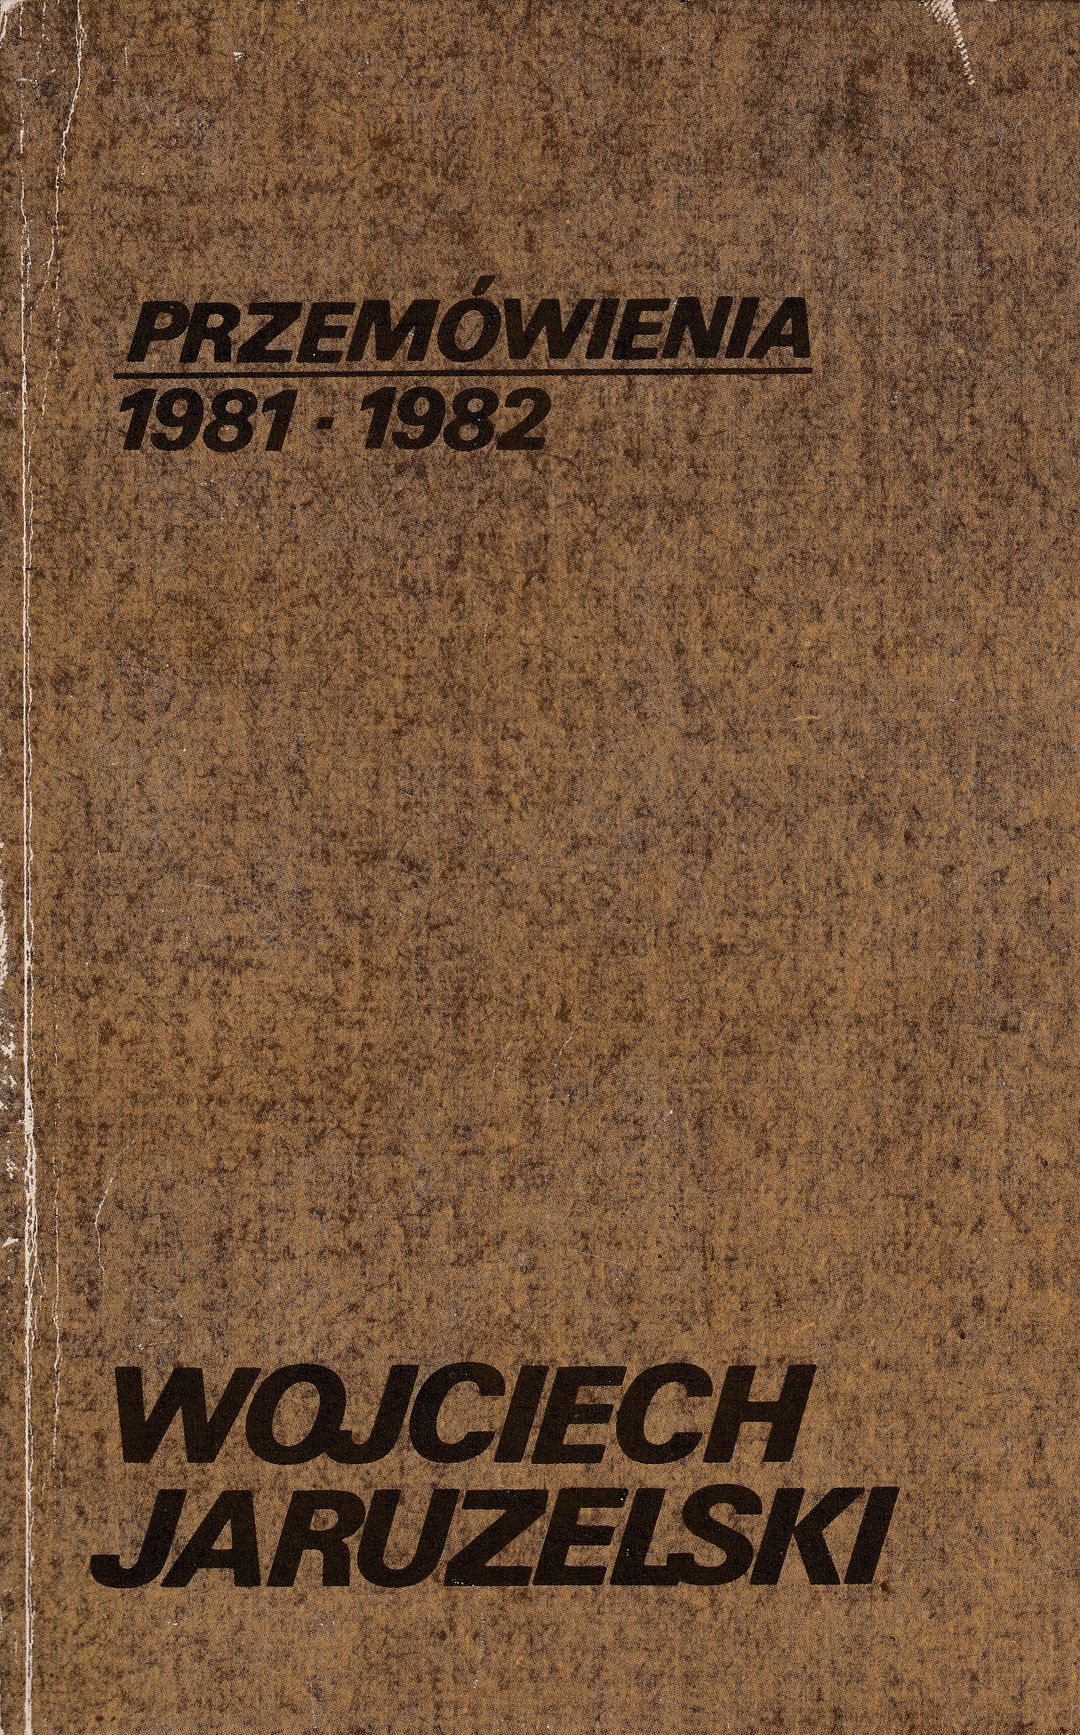 PRZEMÓWIENIA
1981 · 1982
WOJCIECH
JARUZELSKI